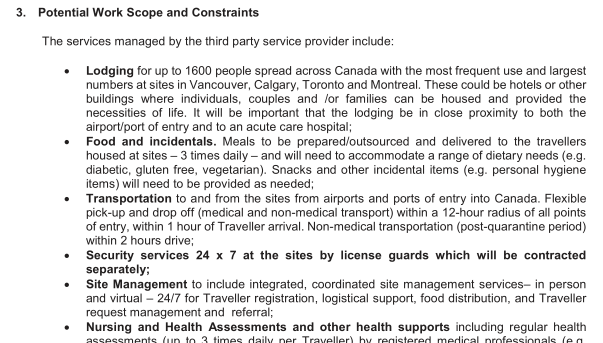 3. Potential Work Scope and Constraints
The services managed by the third party service provider include:
• Lodging for up to 1600 people spread across Canada with the most frequent use and largest
numbers at sites in Vancouver, Calgary, Toronto and Montreal. These could be hotels or other
buildings where individuals, couples and /or families can be housed and provided the
necessities of life. It will be important that the lodging be in close proximity to both the
airport/port of entry and to an acute care hospital;
• Food and incidentals. Meals to be prepared/outsourced and delivered to the travellers
housed at sites – 3 times daily – and will need to accommodate a range of dietary needs (e.g.
diabetic, gluten free, vegetarian). Snacks and other incidental items (e.g. personal hygiene
items) will need to be provided as needed;
• Transportation to and from the sites from airports and ports of entry into Canada. Flexible
pick-up and drop off (medical and non-medical transport) within a 12-hour radius of all points
of entry, within 1 hour of Traveller arrival. Non-medical transportation (post-quarantine period)
within 2 hours drive;
• Security services 24 x 7 at the sites by license guards which will be contracted
separately;
• Site Management to include integrated, coordinated site management services– in person
and virtual – 24/7 for Traveller registration, logistical support, food distribution, and Traveller
request management and referral;
• Nursing and Health Assessments and other health supports including regular health
assessments (up to 3 times daily per Traveller) by registered medical professionals (e.g.